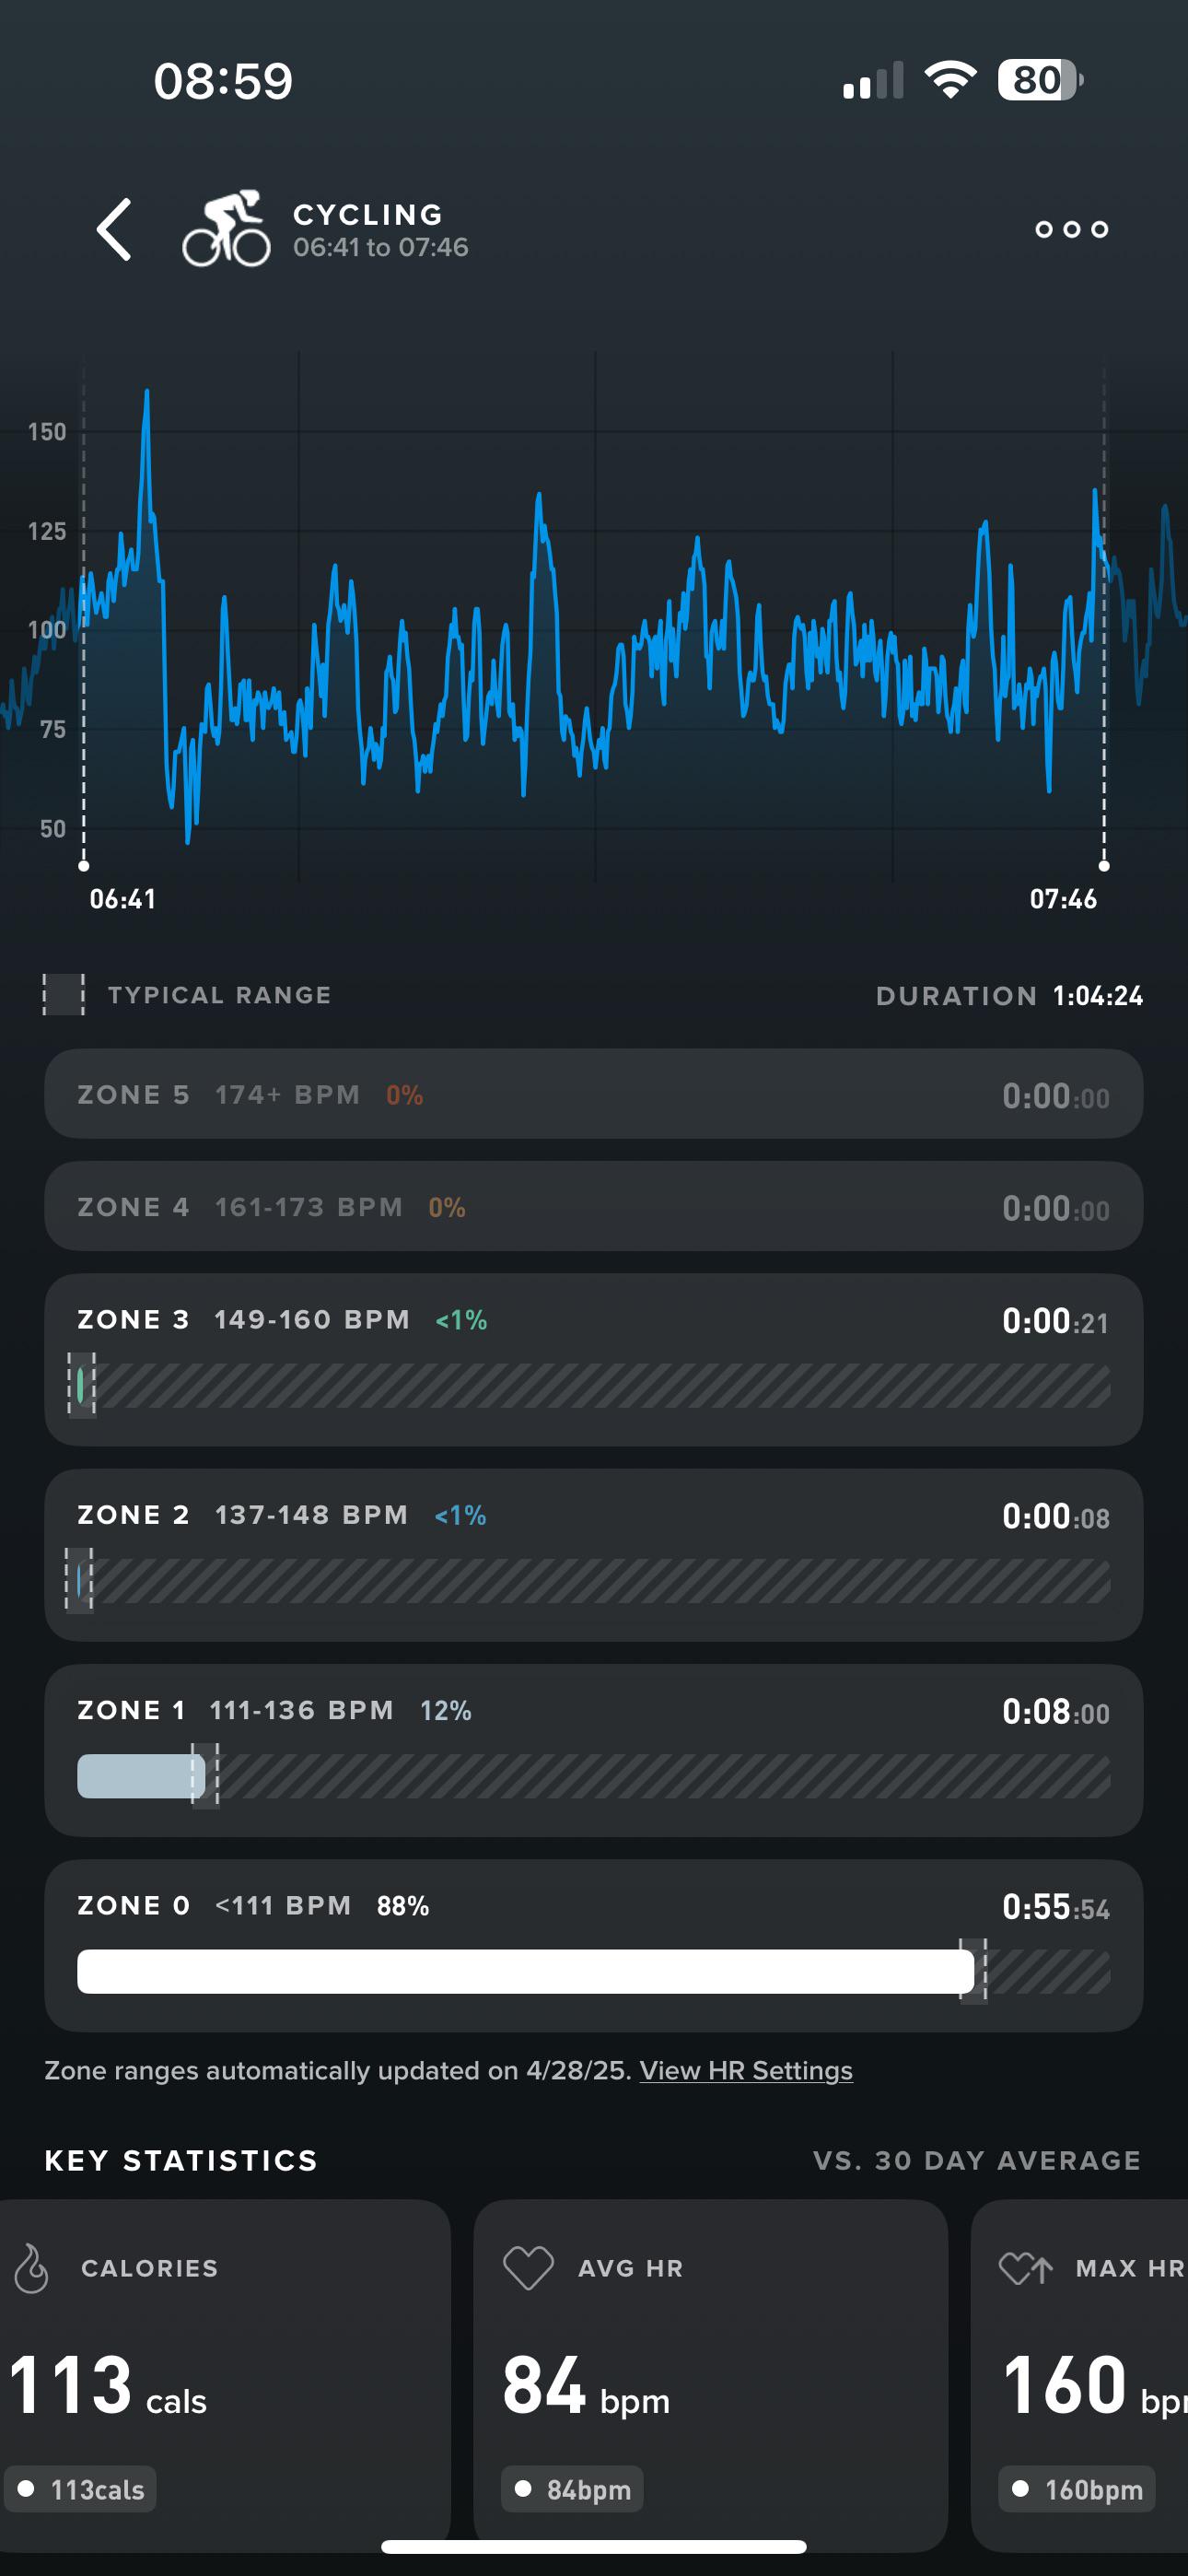 08:59
80
CYCLING
06:41 to 07:46
150
125
100
75
50
06:41
07:46
TYPICAL RANGE
DURATION 1:04:24
ZONE 5 174+ BPM 0% 0:00:00
ZONE 4 161-173 BPM 0% 0:00:00
ZONE 3 149-160 BPM <1% 0:00:21
ZONE 2 137-148 BPM <1% 0:00:08
ZONE 1 111-136 BPM 12% 0:08:00
ZONE 0 <111 BPM 88% 0:55:54
Zone ranges automatically updated on 4/28/25. View HR Settings
KEY STATISTICS
VS. 30 DAY AVERAGE
CALORIES
113 cals
113cals
AVG HR
84 bpm
84bpm
MAX HR
160 bp
160bpm